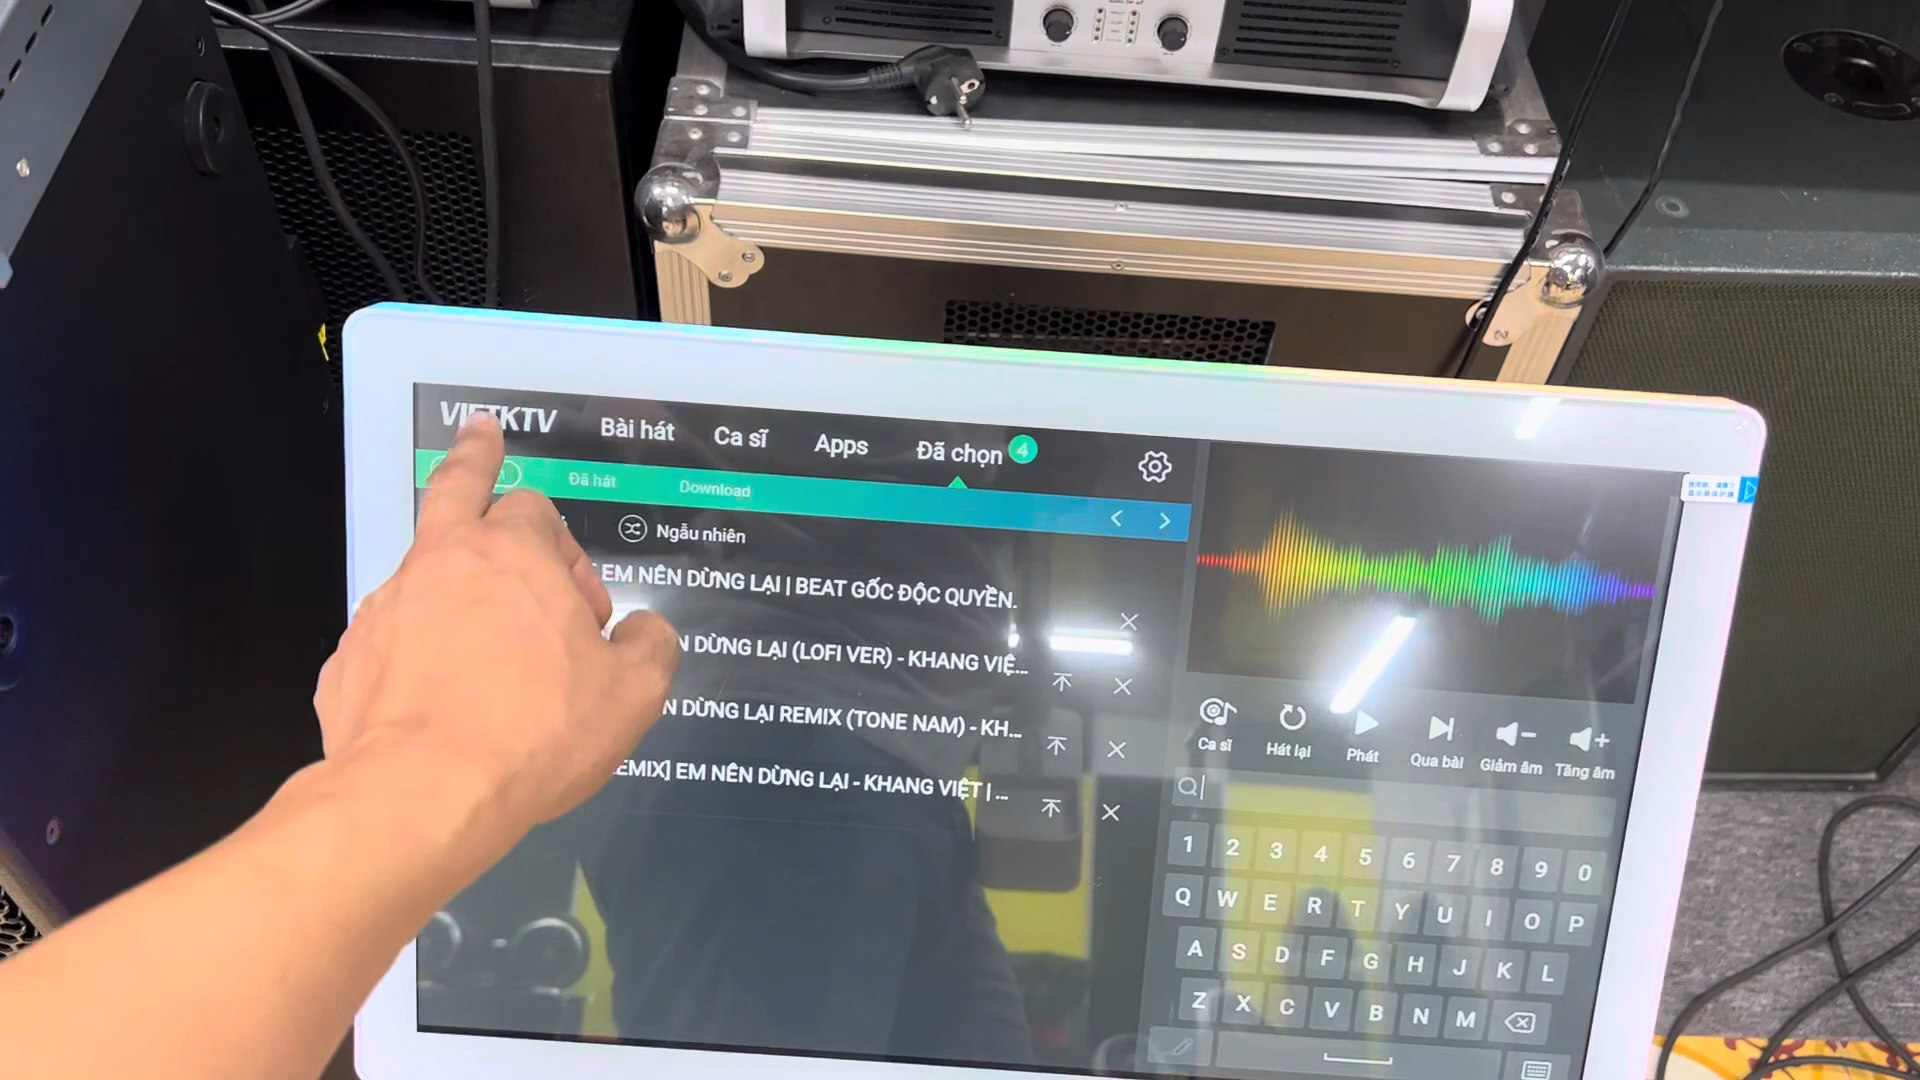 VIETKTV
Bài hát
Ca sĩ
Apps
Đã chọn 4
Đã hát
Download
Ngẫu nhiên
EM NÊN DỪNG LẠI | BEAT GỐC ĐỘC QUYỀN.
DỪNG LẠI (LOFI VER) - KHANG VIỆ...
DỪNG LẠI REMIX (TONE NAM) - KH...
EMIX] EM NÊN DỪNG LẠI - KHANG VIỆT | ...
Ca sĩ
Hát lại
Phát
Qua bài
Giảm âm
Tăng âm
1 2 3 4 5 6 7 8 9 0
Q W E R T Y U I O P
A S D F G H J K L
Z X C V B N M